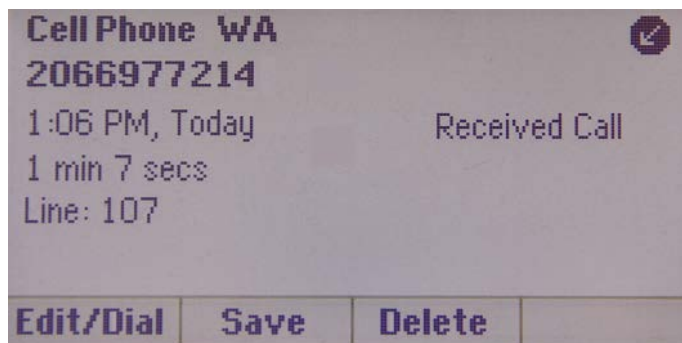 Cell Phone WA
2066977214
1:06 PM, Today Received Call
1 min 7 secs
Line: 107
Edit/Dial Save Delete